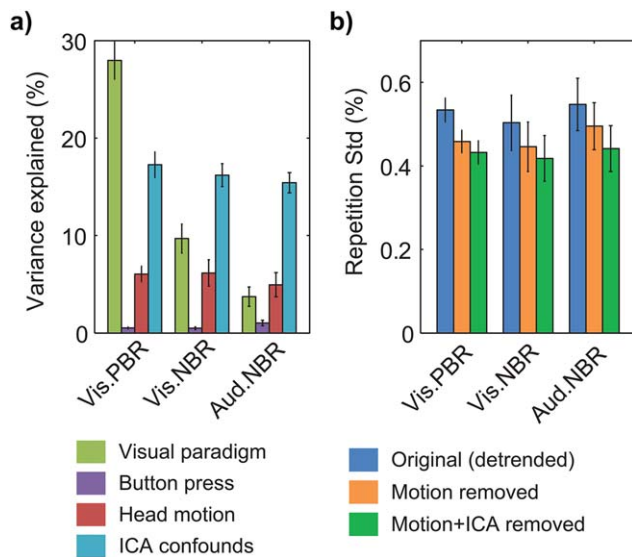 a)
Variance explained (%)
30
20
10
0
Vis.PBR
Vis.NBR
Aud.NBR
Visual paradigm
Button press
Head motion
ICA confounds
b)
Repetition Std (%)
0.6
0.4
0.2
0
Vis.PBR
Vis.NBR
Aud.NBR
Original (detrended)
Motion removed
Motion+ICA removed